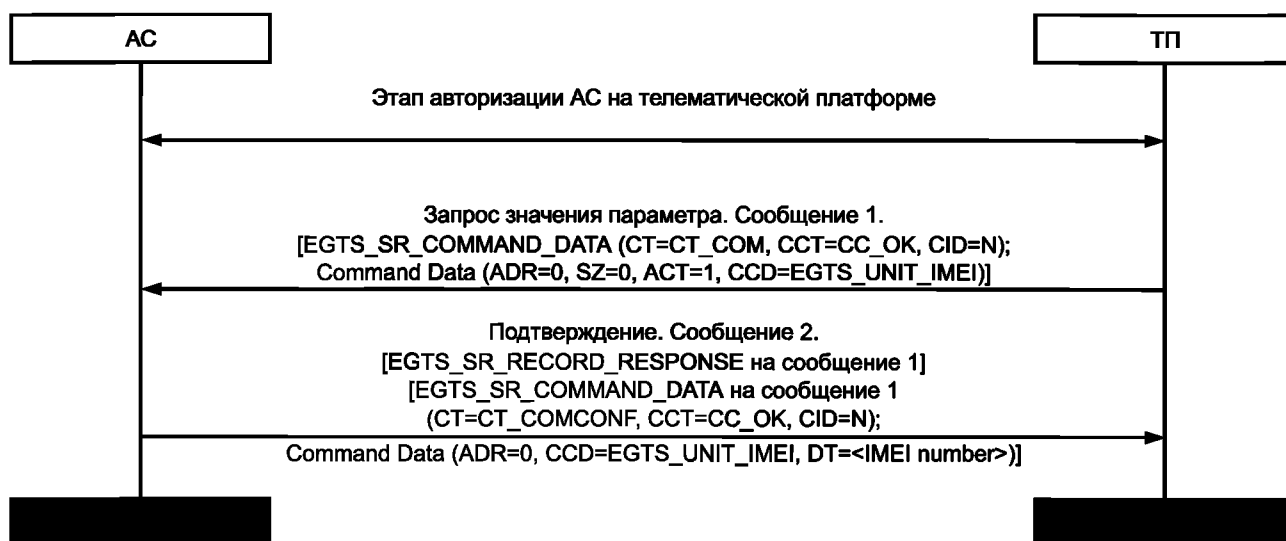 АС
ТП
Этап авторизации АС на телематической платформе
Запрос значения параметра. Сообщение 1.
[EGTS_SR_COMMAND_DATA (CT=CT_COM, CCT=CC_OK, CID=N);
Command Data (ADR=0, SZ=0, ACT=1, CCD=EGTS_UNIT_IMEI)]
Подтверждение. Сообщение 2.
[EGTS_SR_RECORD_RESPONSE на сообщение 1]
[EGTS_SR_COMMAND_DATA на сообщение 1
(CT=CT_COMCONF, CCT=CC_OK, CID=N);
Command Data (ADR=0, CCD=EGTS_UNIT_IMEI, DT=<IMEI number>)]